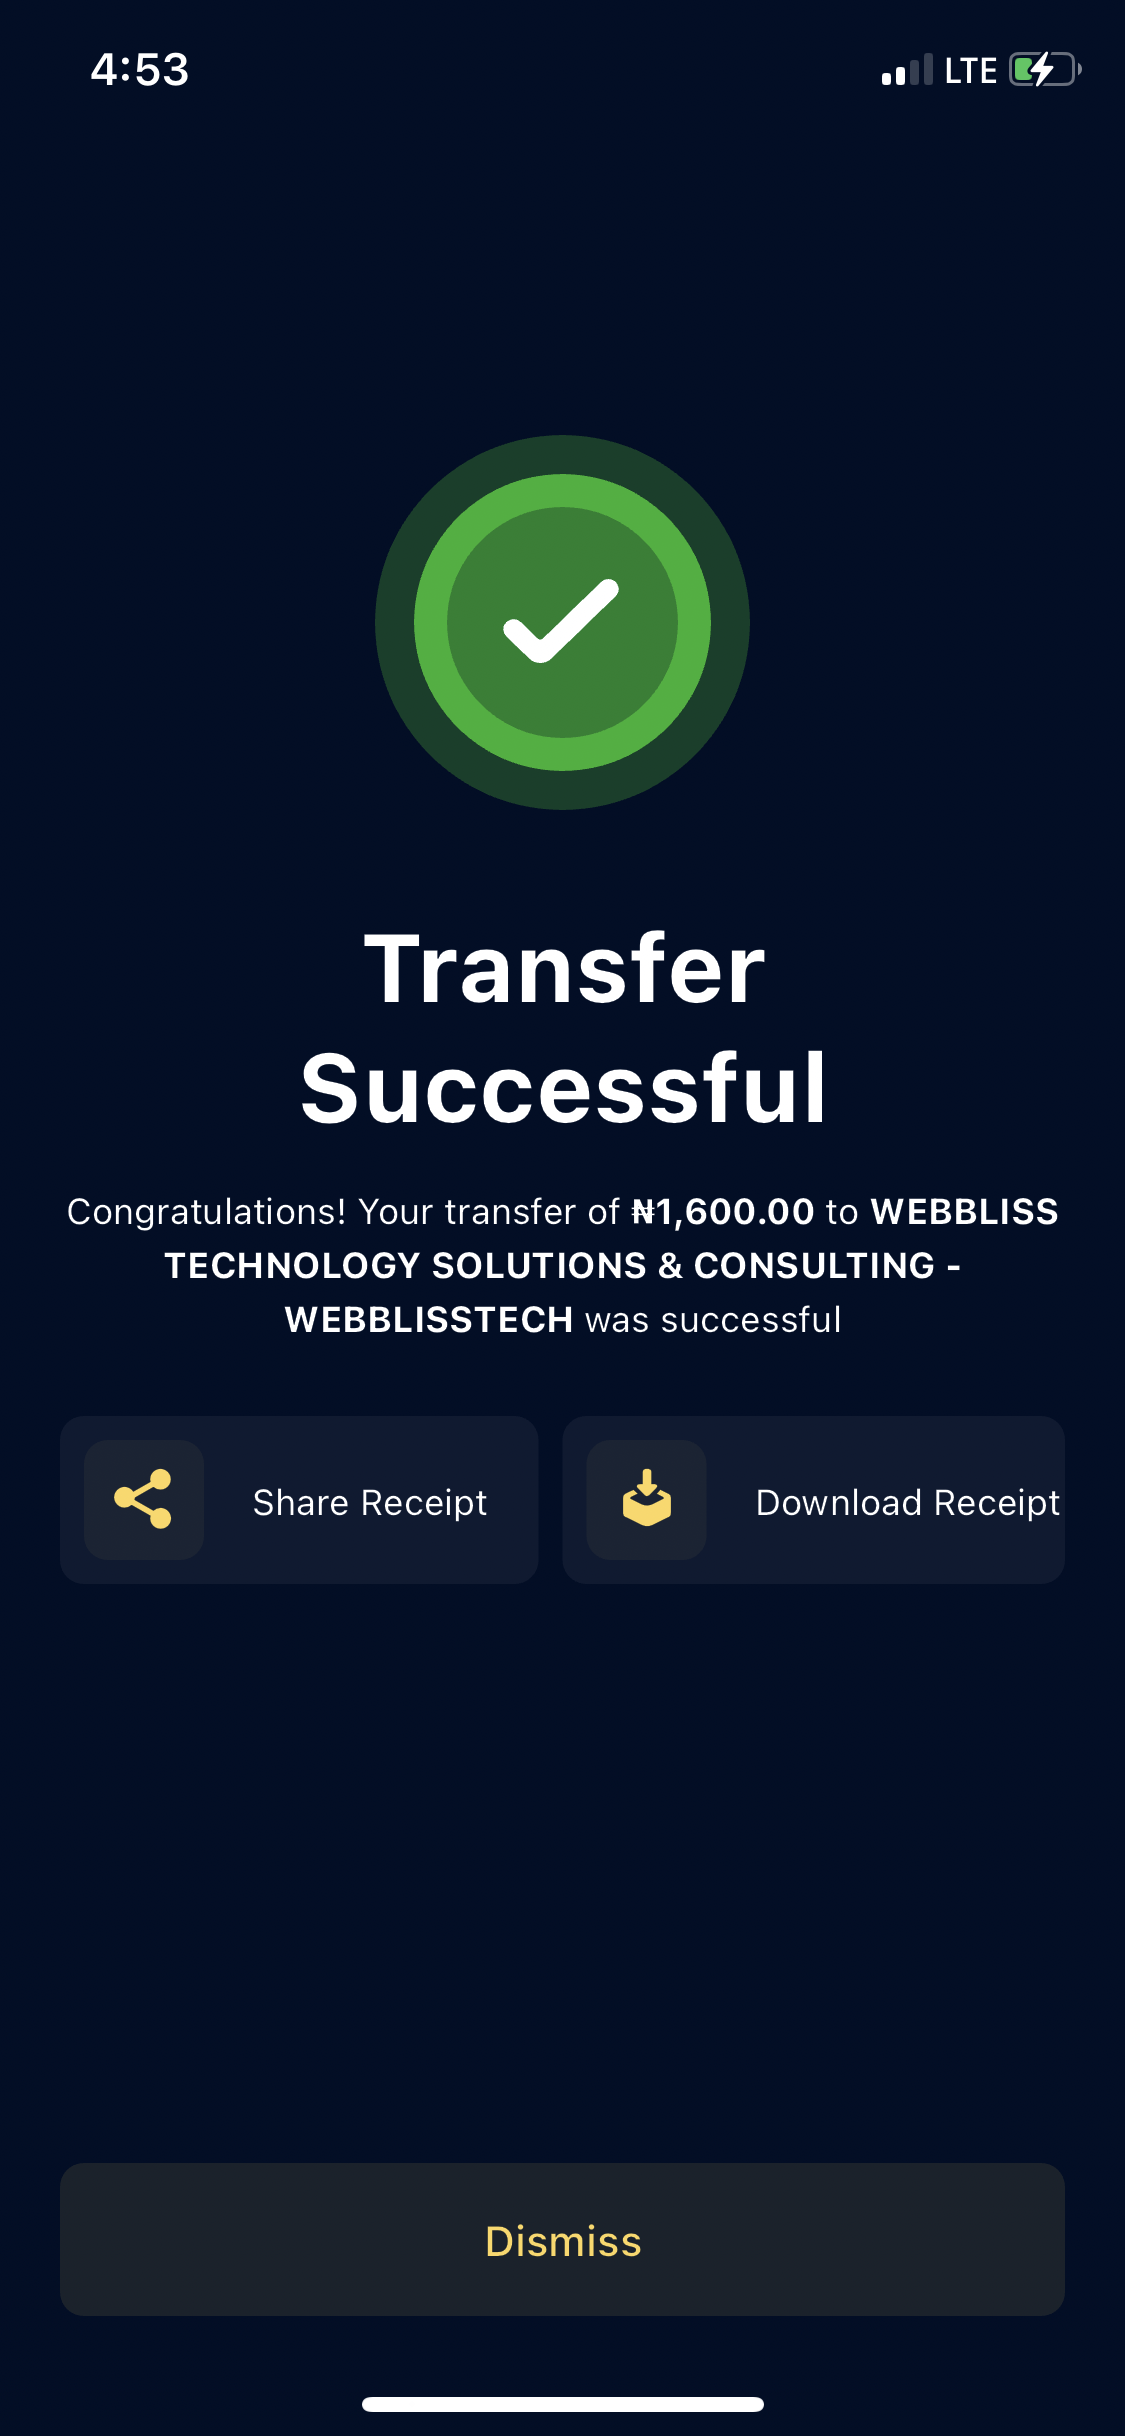 4:53
LTE
Transfer
Successful
Congratulations! Your transfer of ₦1,600.00 to WEBBLISS
TECHNOLOGY SOLUTIONS & CONSULTING -
WEBBLISSTECH was successful
Share Receipt
Download Receipt
Dismiss